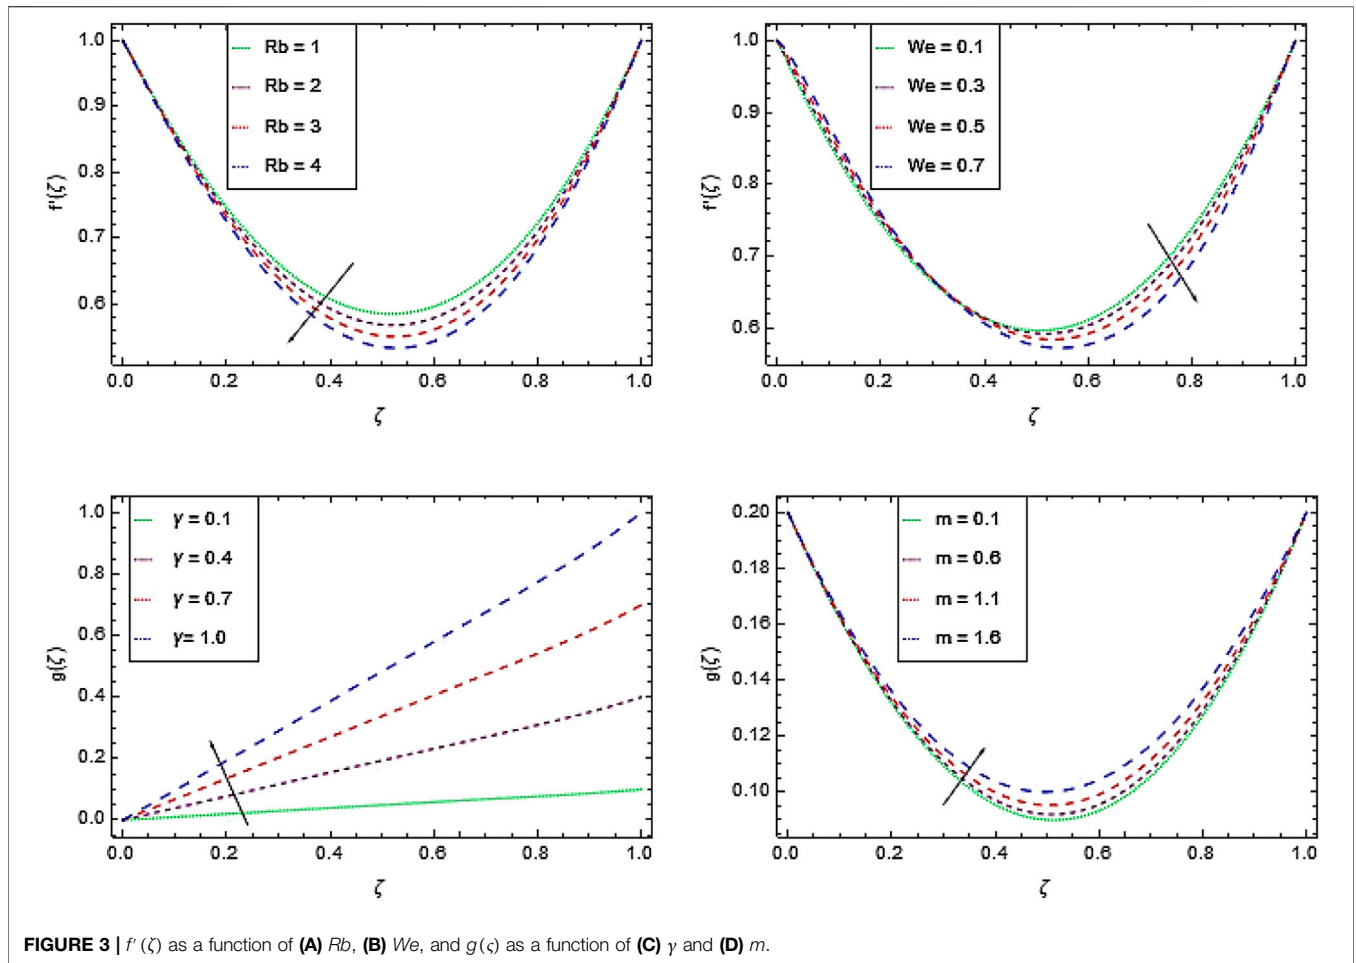 Rb = 1
Rb = 2
Rb = 3
Rb = 4
1.0
0.9
0.8
0.7
0.6
f'(ζ)
0.0 0.2 0.4 0.6 0.8 1.0
ζ
We = 0.1
We = 0.3
We = 0.5
We = 0.7
1.0
0.9
0.8
0.7
0.6
f'(ζ)
0.0 0.2 0.4 0.6 0.8 1.0
ζ
γ = 0.1
γ = 0.4
γ = 0.7
γ= 1.0
1.0
0.8
0.6
0.4
0.2
0.0
g(ζ)
0.0 0.2 0.4 0.6 0.8 1.0
ζ
m = 0.1
m = 0.6
m = 1.1
m = 1.6
0.20
0.18
0.16
0.14
0.12
0.10
g(ζ)
0.0 0.2 0.4 0.6 0.8 1.0
ζ
FIGURE 3 | f′ (ζ) as a function of (A) Rb, (B) We, and g(ς) as a function of (C) γ and (D) m.